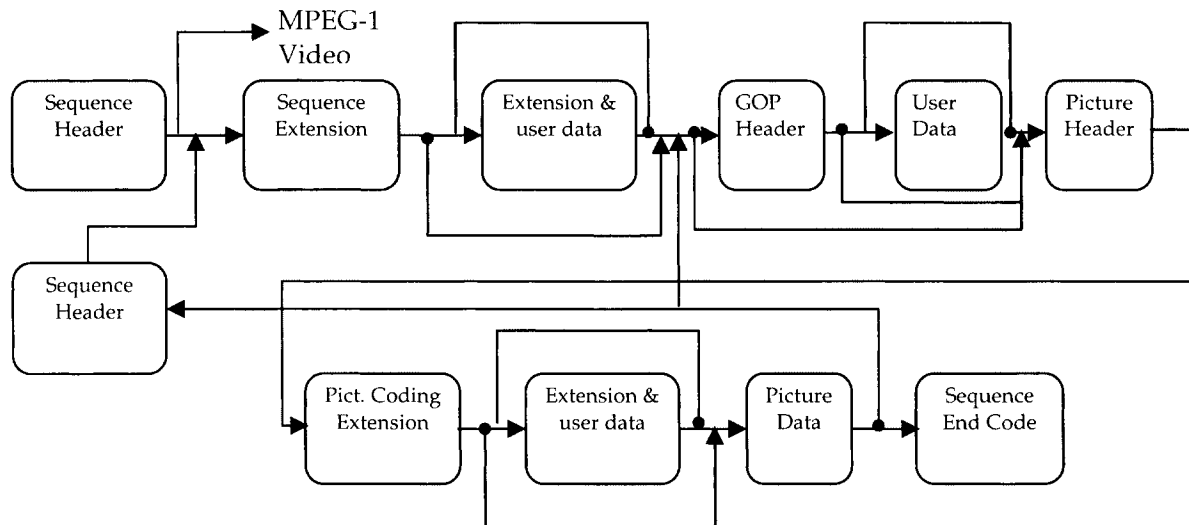 MPEG-1
Video
Sequence
Header
Sequence
Extension
Extension &
user data
GOP
Header
User
Data
Picture
Header
Sequence
Header
Pict. Coding
Extension
Extension &
user data
Picture
Data
Sequence
End Code